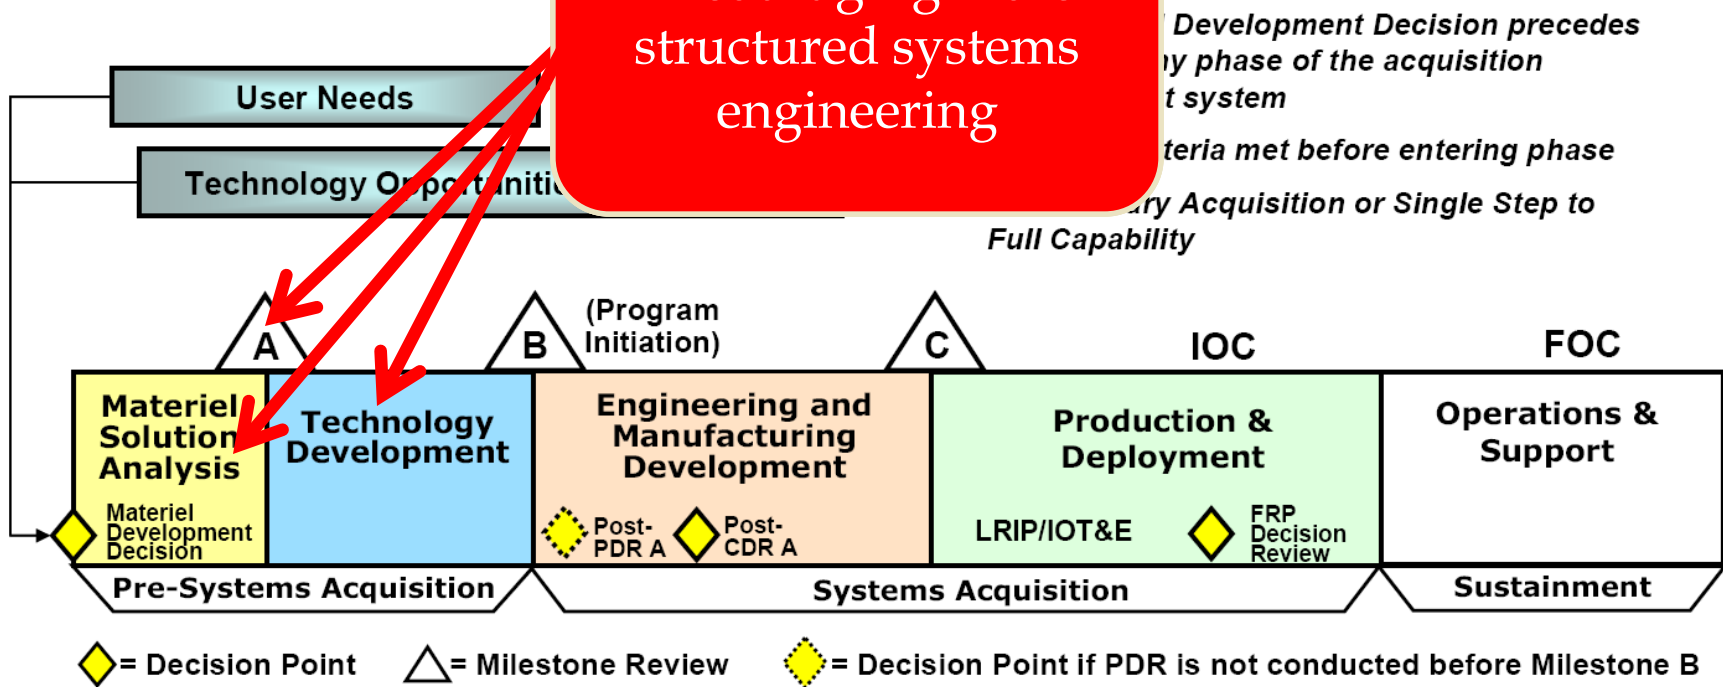 structured systems
engineering
Development Decision precedes
phase of the acquisition
system
met before entering phase
Acquisition or Single Step to
Full Capability
User Needs
Technology
A
B
(Program
Initiation)
C
IOC
FOC
Materiel
Solution
Analysis
Technology
Development
Engineering and
Manufacturing
Development
Production &
Deployment
Operations &
Support
Materiel
Development
Decision
Post-
PDR A
Post-
CDR A
LRIP/IOT&E
FRP
Decision
Review
Pre-Systems Acquisition
Systems Acquisition
Sustainment
= Decision Point
= Milestone Review
= Decision Point if PDR is not conducted before Milestone B